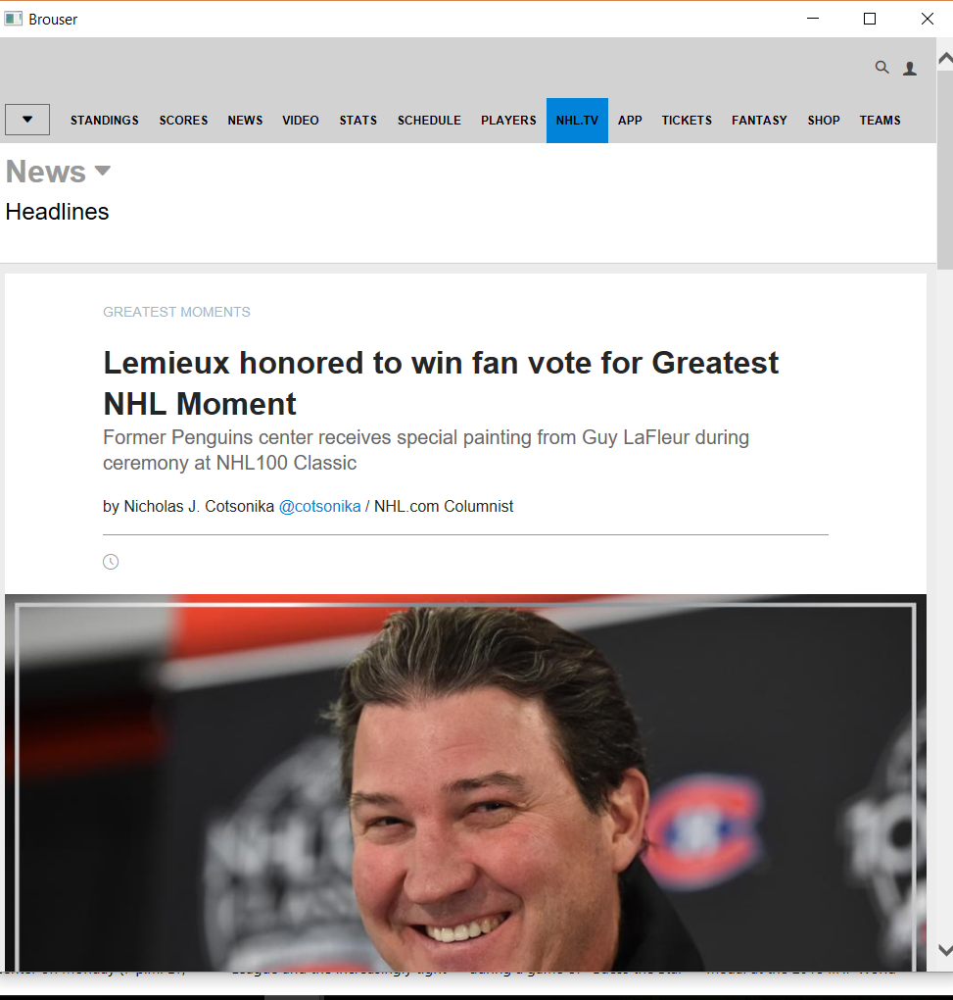 Brouser
STANDINGS SCORES NEWS VIDEO STATS SCHEDULE PLAYERS NHL.TV APP TICKETS FANTASY SHOP TEAMS
News
Headlines
GREATEST MOMENTS
Lemieux honored to win fan vote for Greatest
NHL Moment
Former Penguins center receives special painting from Guy LaFleur during
ceremony at NHL100 Classic
by Nicholas J. Cotsonika @cotsonika / NHL.com Columnist